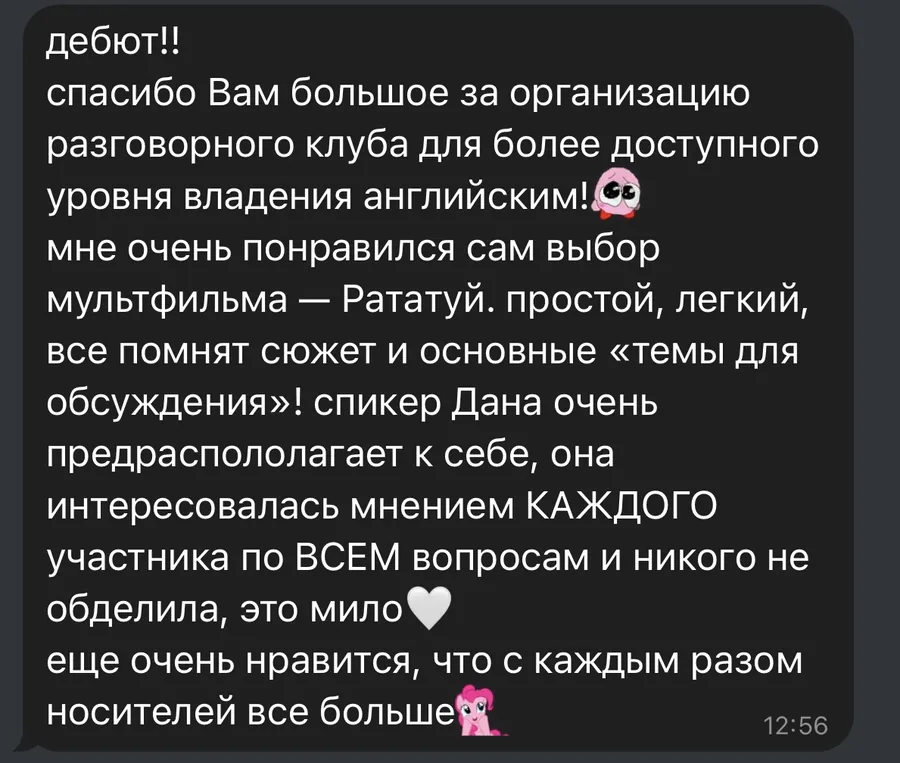 дебют!!
спасибо Вам большое за организацию
разговорного клуба для более доступного
уровня владения английским!
мне очень понравился сам выбор
мультфильма — Рататуй. простой, легкий,
все помнят сюжет и основные «темы для
обсуждения»! спикер Дана очень
предраспололагает к себе, она
интересовалась мнением КАЖДОГО
участника по ВСЕМ вопросам и никого не
обделила, это мило🤍
еще очень нравится, что с каждым разом
носителей все больше
12:56